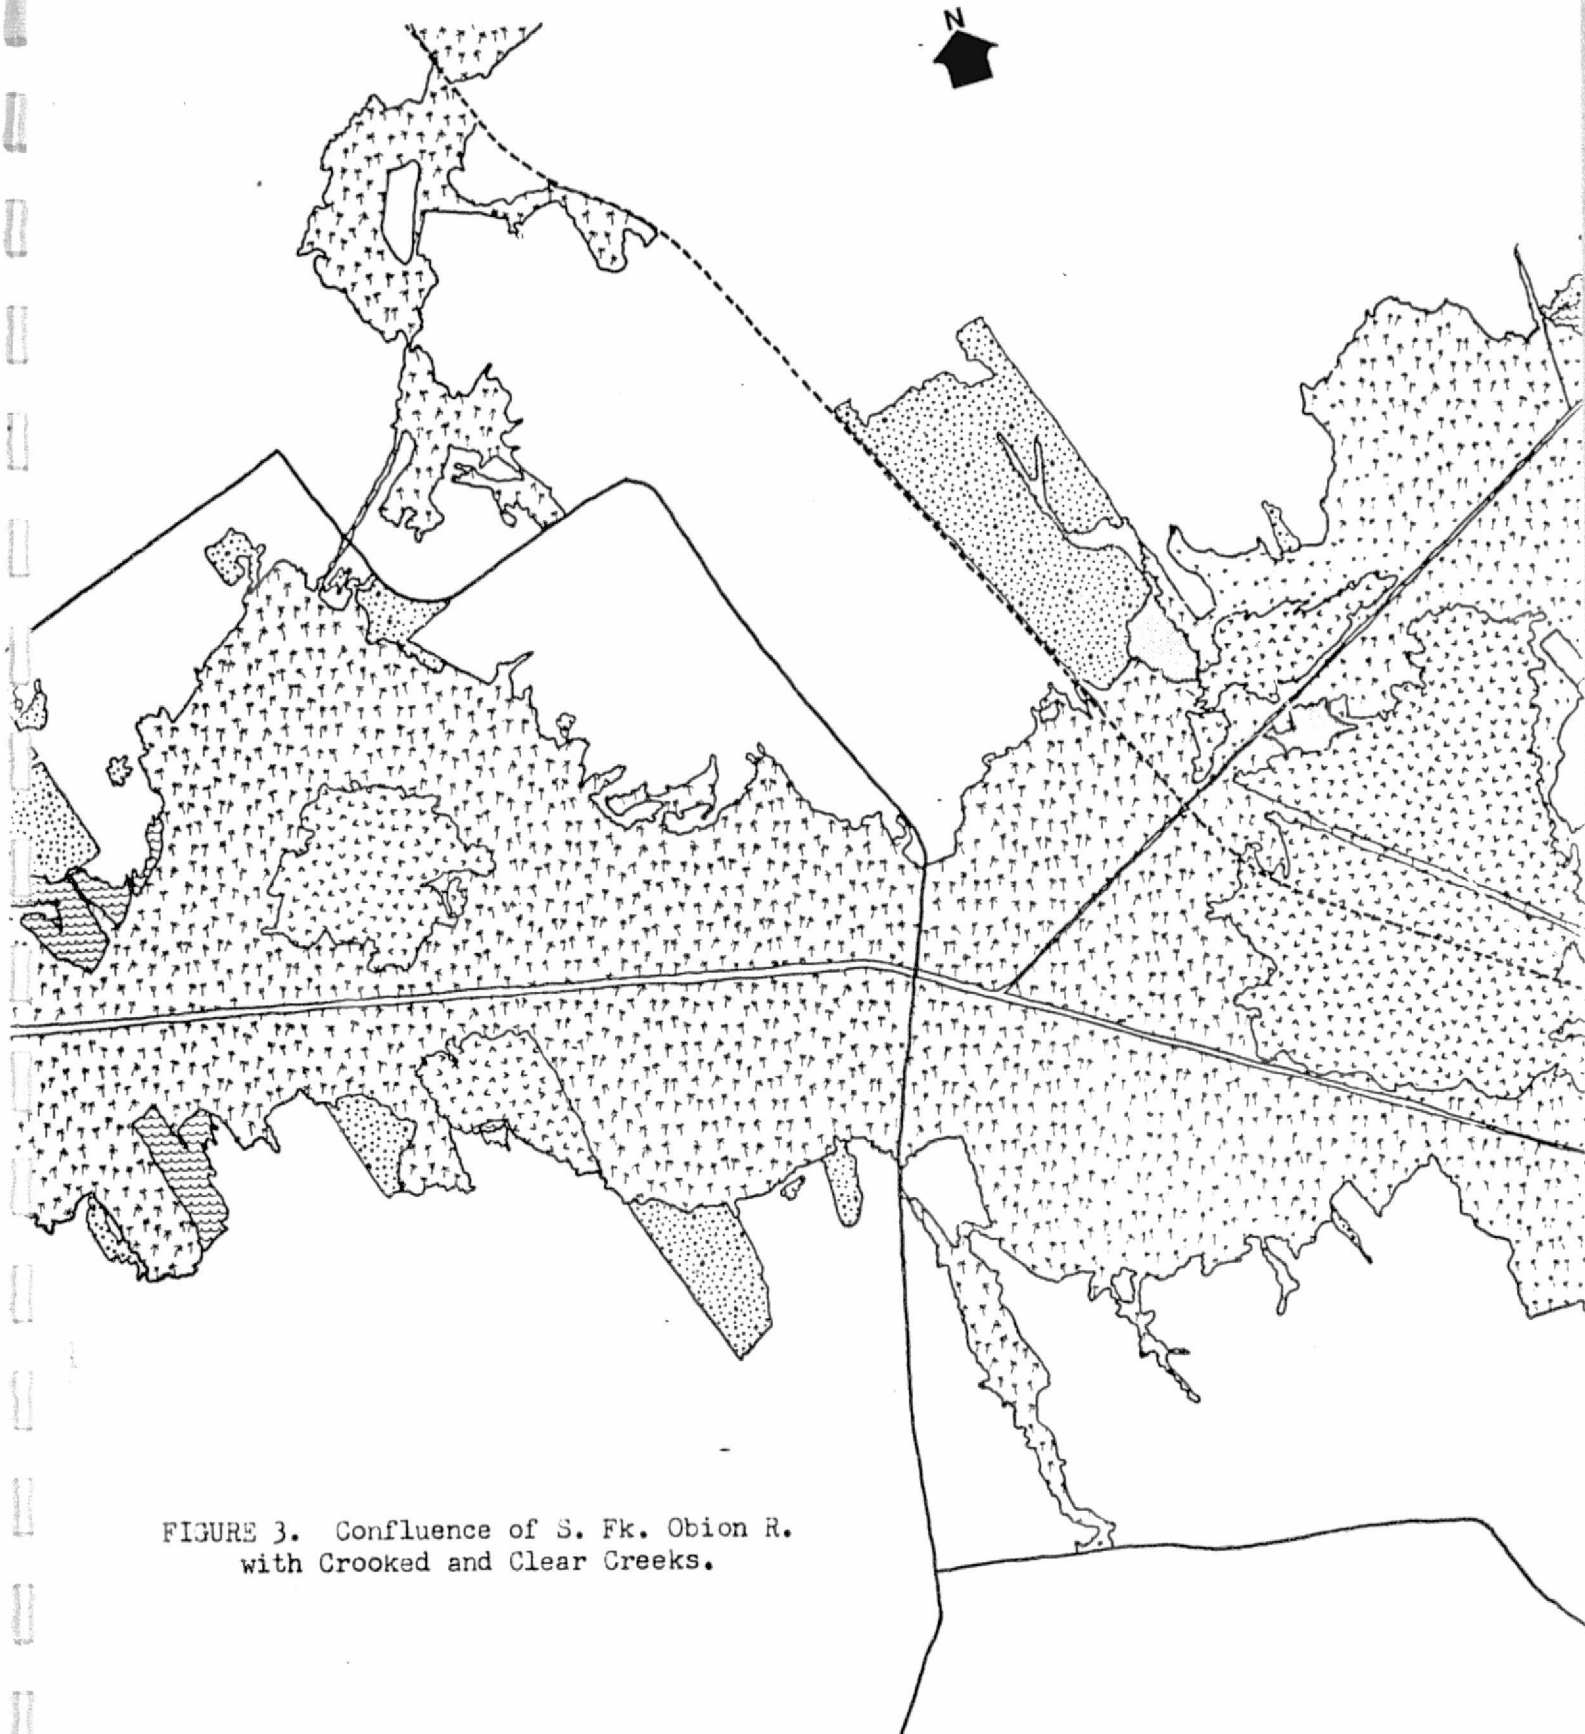 N
FIGURE 3. Confluence of S. Fk. Obion R.
with Crooked and Clear Creeks.